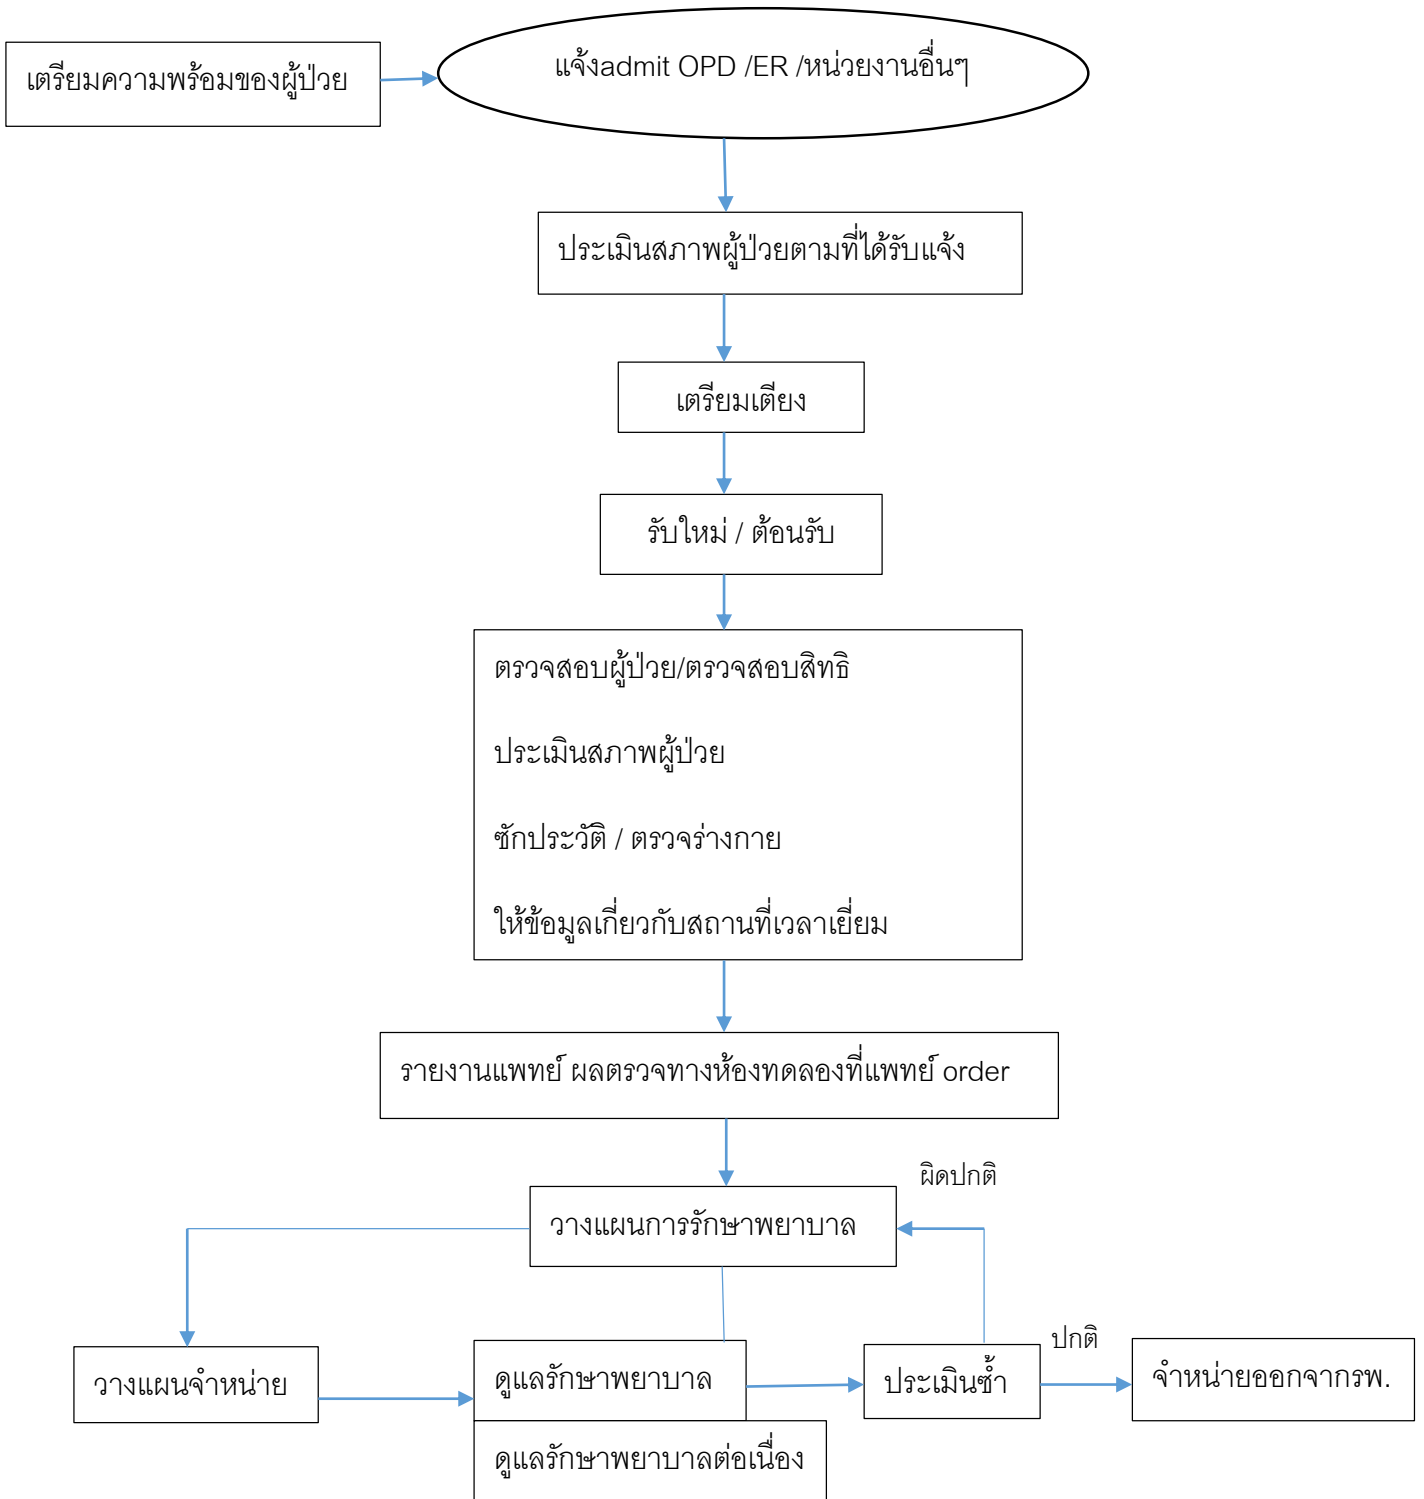 แจ้งadmit OPD /ER /หน่วยงานอื่นๆ
เตรียมความพร้อมของผู้ป่วย
ประเมินสภาพผู้ป่วยตามที่ได้รับแจ้ง
เตรียมเตียง
รับใหม่ / ต้อนรับ
ตรวจสอบผู้ป่วย/ตรวจสอบสิทธิ
ประเมินสภาพผู้ป่วย
ซักประวัติ / ตรวจร่างกาย
ให้ข้อมูลเกี่ยวกับสถานที่เวลาเยี่ยม
รายงานแพทย์ ผลตรวจทางห้องทดลองที่แพทย์ order
ผิดปกติ
วางแผนการรักษาพยาบาล
ปกติ
วางแผนจำหน่าย
ดูแลรักษาพยาบาล
ประเมินซ้ำ
จำหน่ายออกจากรพ.
ดูแลรักษาพยาบาลต่อเนื่อง